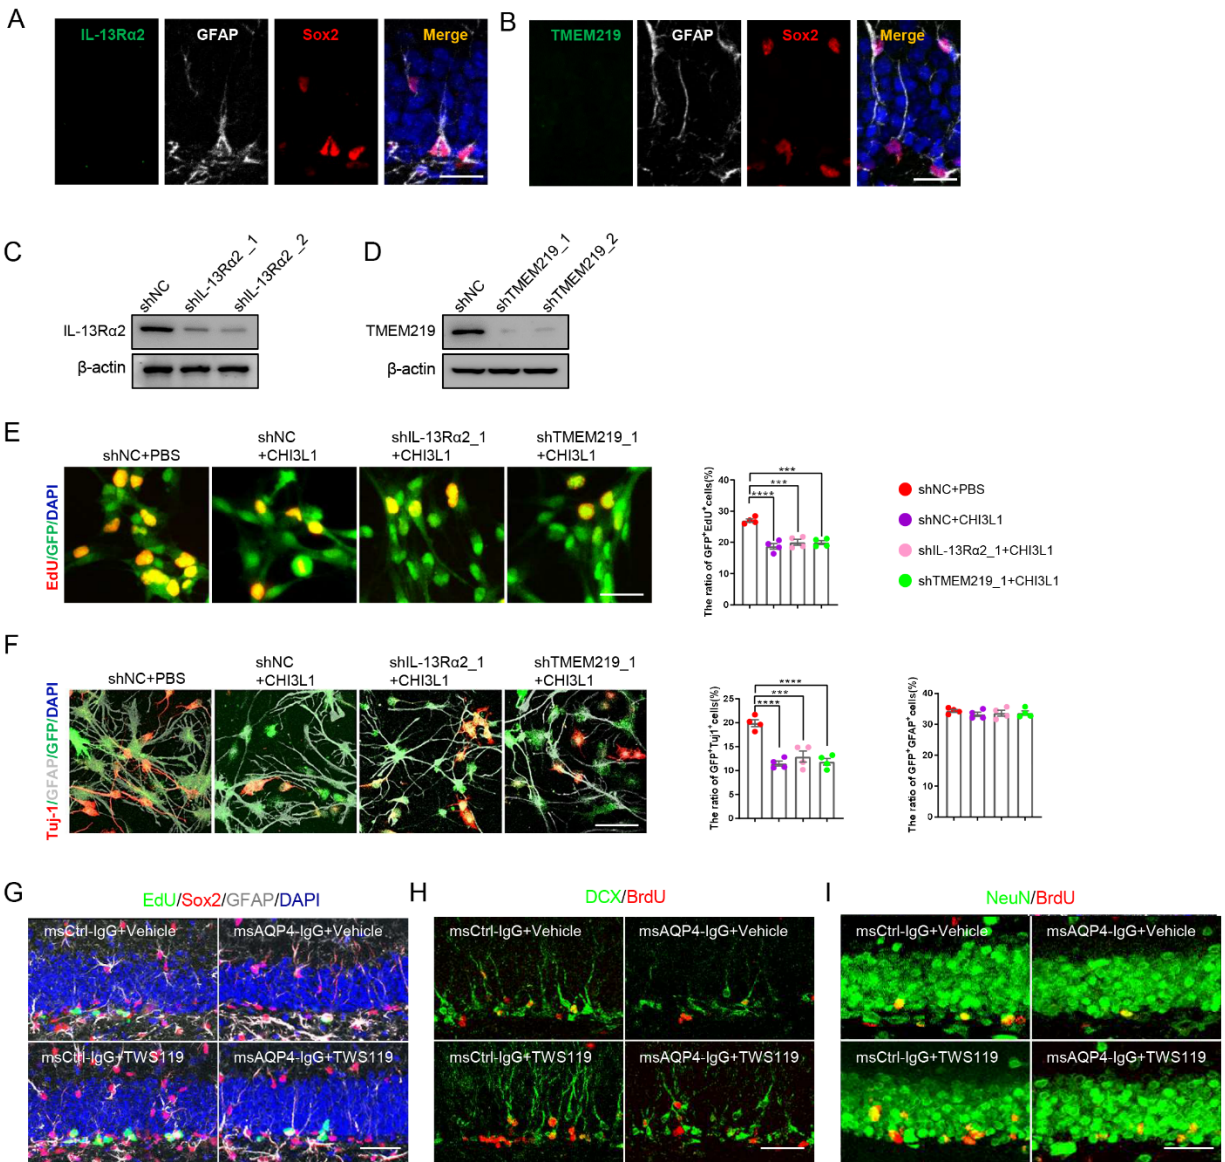 A
IL-13Rα2
GFAP
Sox2
Merge
B
TMEM219
GFAP
Sox2
Merge
C
shNC
shIL-13Rα2_1
shIL-13Rα2_2
IL-13Rα2
β-actin
D
shNC
shTMEM219_1
shTMEM219_2
TMEM219
β-actin
E
EdU/GFP/DAPI
shNC+PBS
shNC
+CHI3L1
shIL-13Rα2_1
+CHI3L1
shTMEM219_1
+CHI3L1
The ratio of GFP+EdU+cells(%)
40
30
20
10
0
****
***
***
shNC+PBS
shNC+CHI3L1
shIL-13Rα2_1+CHI3L1
shTMEM219_1+CHI3L1
F
Tuj-1/GFAP/GFP/DAPI
shNC+PBS
shNC
+CHI3L1
shIL-13Rα2_1
+CHI3L1
shTMEM219_1
+CHI3L1
The ratio of GFP+Tuj1+cells(%)
25
20
15
10
5
0
****
***
****
The ratio of GFP+GFAP+cells(%)
40
30
20
10
0
G
EdU/Sox2/GFAP/DAPI
msCtrl-IgG+Vehicle
msAQP4-IgG+Vehicle
msCtrl-IgG+TWS119
msAQP4-IgG+TWS119
H
DCX/BrdU
msCtrl-IgG+Vehicle
msAQP4-IgG+Vehicle
msCtrl-IgG+TWS119
msAQP4-IgG+TWS119
I
NeuN/BrdU
msCtrl-IgG+Vehicle
msAQP4-IgG+Vehicle
msCtrl-IgG+TWS119
msAQP4-IgG+TWS119